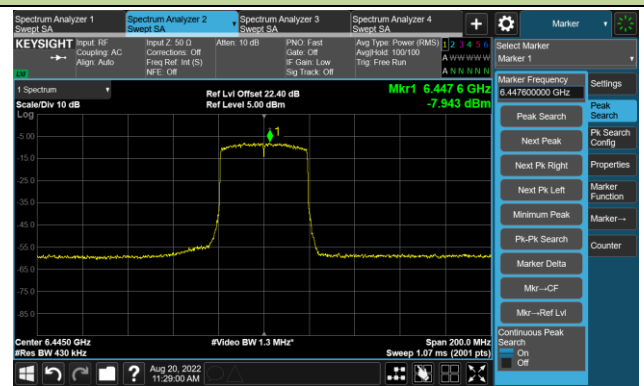 Spectrum Analyzer 1
Swept SA
Spectrum Analyzer 2
Swept SA
Spectrum Analyzer 3
Swept SA
Spectrum Analyzer 4
Swept SA
+
Marker
KEYSIGHT
Input: RF
Coupling: AC
Align: Auto
Input Z: 50 Ω
Corrections: Off
Freq Ref: Int (S)
NFE: Off
Atten: 10 dB
PNO: Fast
Gate: Off
IF Gain: Low
Sig Track: Off
Avg Type: Power (RMS)
Avg|Hold: 100/100
Trig: Free Run
1 2 3 4 5 6
A W W W W W
A N N N N N
LXI
1 Spectrum
Scale/Div 10 dB
Log
Ref Lvl Offset 22.40 dB
Ref Level 5.00 dBm
Mkr1 6.447 6 GHz
-7.943 dBm
1
-5.00
-15.0
-25.0
-35.0
-45.0
-55.0
-65.0
-75.0
-85.0
Center 6.4450 GHz
#Res BW 430 kHz
#Video BW 1.3 MHz*
Span 200.0 MHz
Sweep 1.07 ms (2001 pts)
Select Marker
Marker 1
Marker Frequency
6.447600000 GHz
Peak Search
Next Peak
Next Pk Right
Next Pk Left
Minimum Peak
Pk-Pk Search
Marker Delta
Mkr→CF
Mkr→Ref Lvl
Continuous Peak
Search
On
Off
Settings
Peak
Search
Pk Search
Config
Properties
Marker
Function
Marker→
Counter
?
Aug 20, 2022
11:29:00 AM